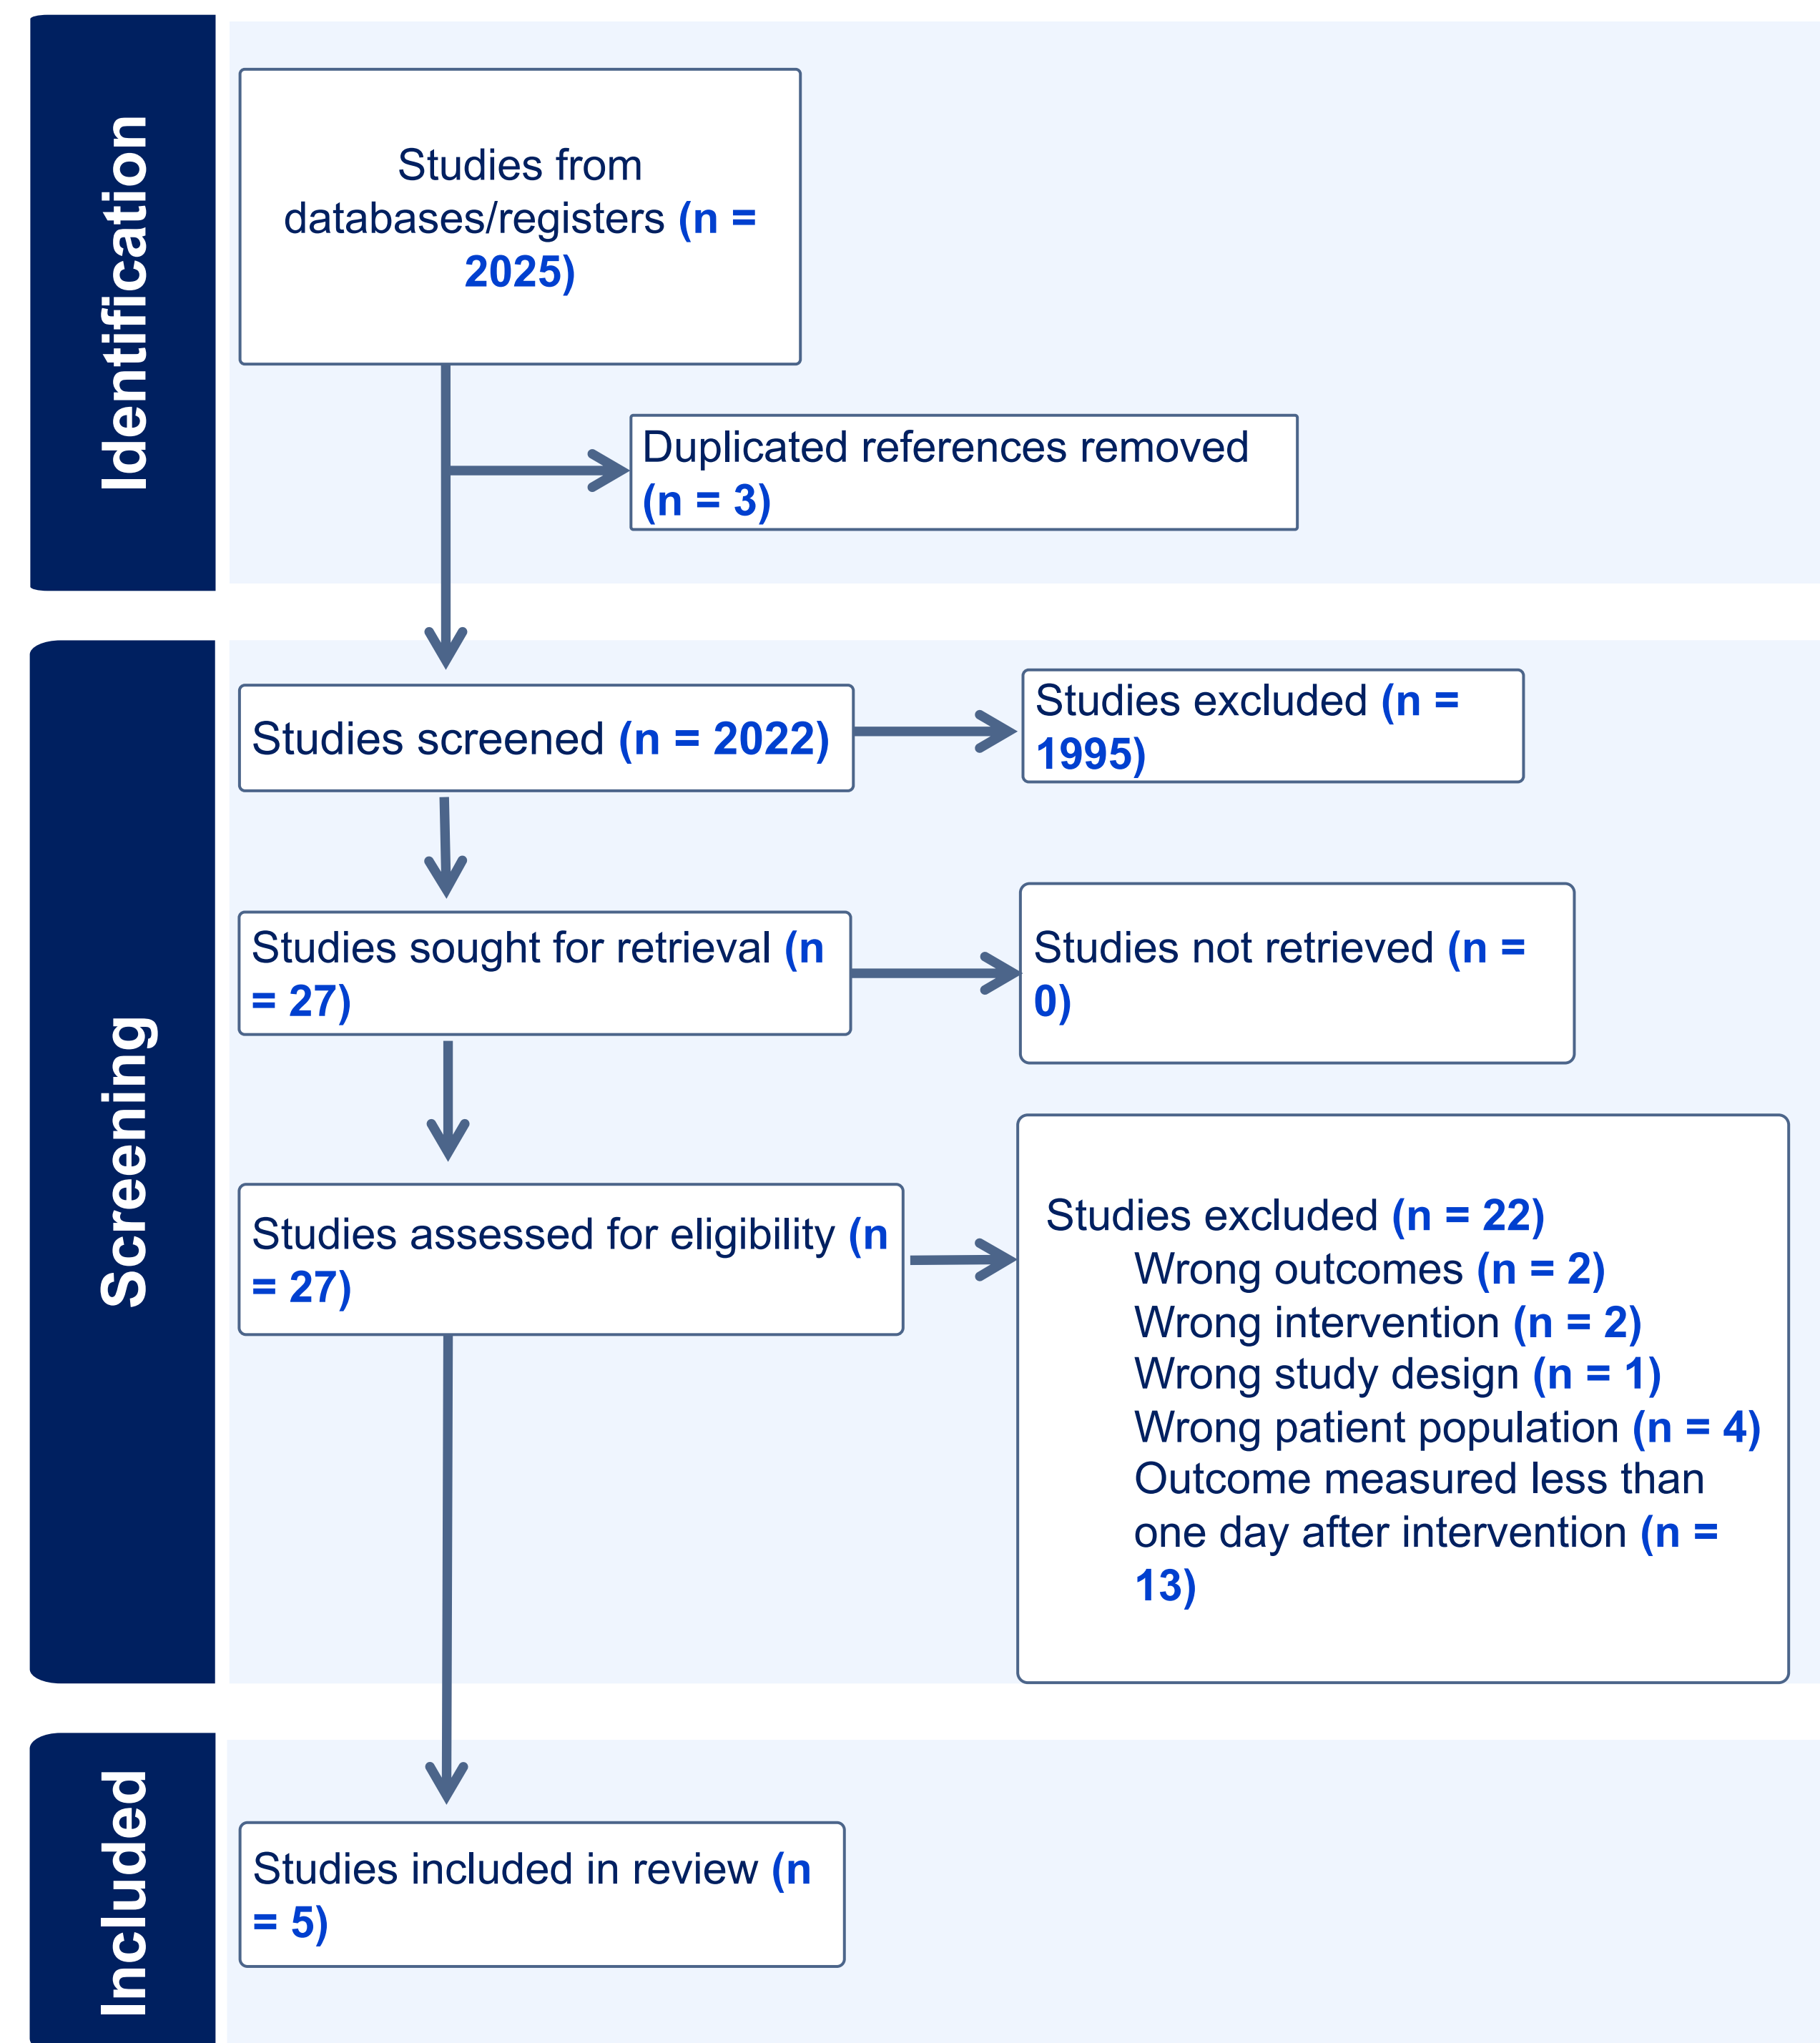 Identification
Studies from
databases/registers (n =
2025)
Duplicated references removed
(n = 3)
Screening
Studies screened (n = 2022)
Studies excluded (n =
1995)
Studies sought for retrieval (n
= 27)
Studies not retrieved (n =
0)
Studies assessed for eligibility (n
= 27)
Studies excluded (n = 22)
Wrong outcomes (n = 2)
Wrong intervention (n = 2)
Wrong study design (n = 1)
Wrong patient population (n = 4)
Outcome measured less than
one day after intervention (n =
13)
Included
Studies included in review (n
= 5)